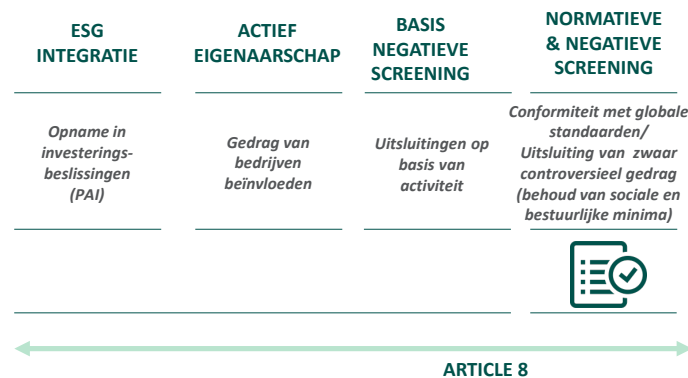 ESG
INTEGRATIE
ACTIEF
EIGENAARSCHAP
BASIS
NEGATIEVE
SCREENING
NORMATIEVE
& NEGATIEVE
SCREENING
Opname in
investerings-
beslissingen
(PAI)
Gedrag van
bedrijven
beïnvloeden
Uitsluitingen op
basis van
activiteit
Conformiteit met globale
standaarden/
Uitsluiting van zwaar
controversieel gedrag
(behoud van sociale en
bestuurlijke minima)
ARTICLE 8